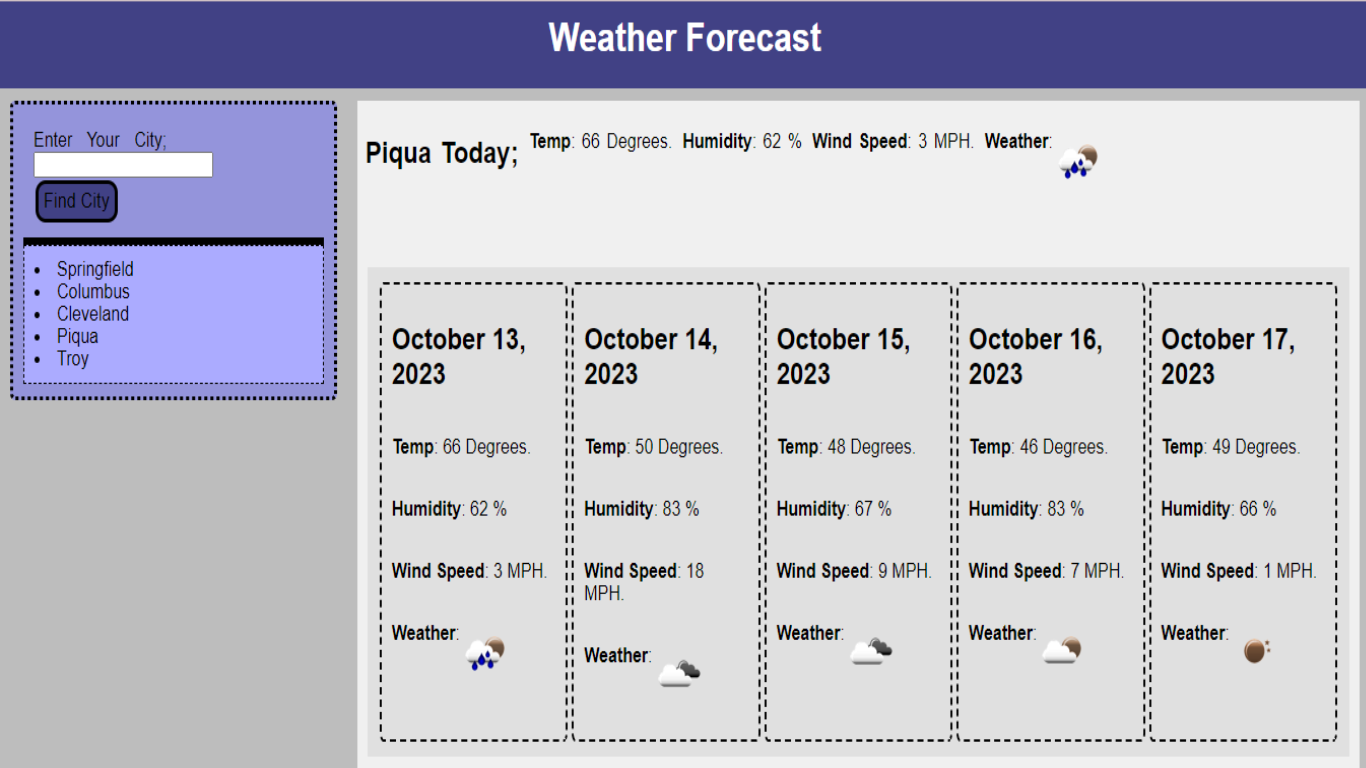 Weather Forecast
Enter Your City;
Find City
Springfield
Columbus
Cleveland
Piqua
Troy
Piqua Today;
Temp: 66 Degrees. Humidity: 62 % Wind Speed: 3 MPH. Weather:
October 13,
2023
Temp: 66 Degrees.
Humidity: 62 %
Wind Speed: 3 MPH.
Weather:
October 14,
2023
Temp: 50 Degrees.
Humidity: 83 %
Wind Speed: 18
MPH.
Weather:
October 15,
2023
Temp: 48 Degrees.
Humidity: 67 %
Wind Speed: 9 MPH.
Weather:
October 16,
2023
Temp: 46 Degrees.
Humidity: 83 %
Wind Speed: 7 MPH.
Weather:
October 17,
2023
Temp: 49 Degrees.
Humidity: 66 %
Wind Speed: 1 MPH.
Weather: